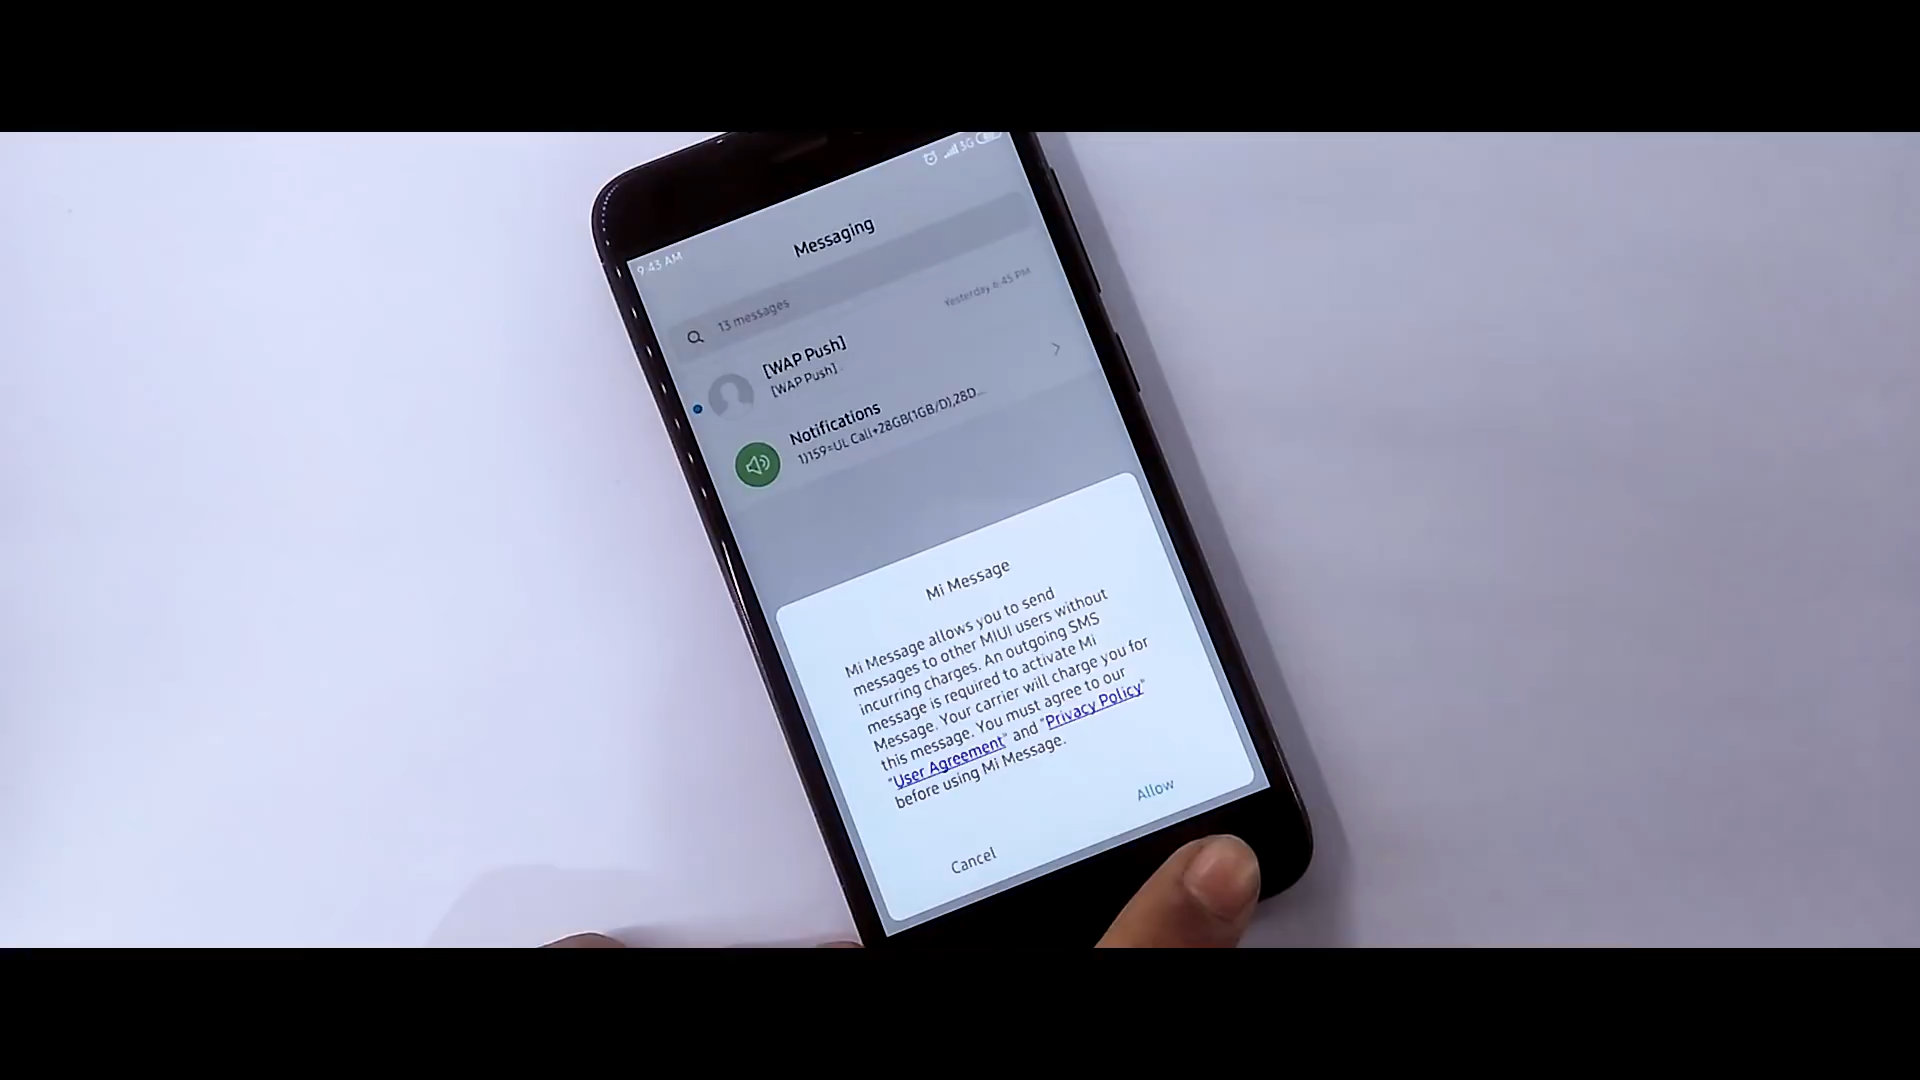 9:43 AM
3G
Messaging
13 messages
[WAP Push]
Yesterday 6:45 PM
[WAP Push] .
Notifications
1)159=UL Call+28GB(1GB/D),28D...
Mi Message
Mi Message allows you to send
messages to other MIUI users without
incurring charges. An outgoing SMS
message is required to activate Mi
Message. Your carrier will charge you for
this message. You must agree to our
"User Agreement" and "Privacy Policy"
before using Mi Message.
Cancel
Allow